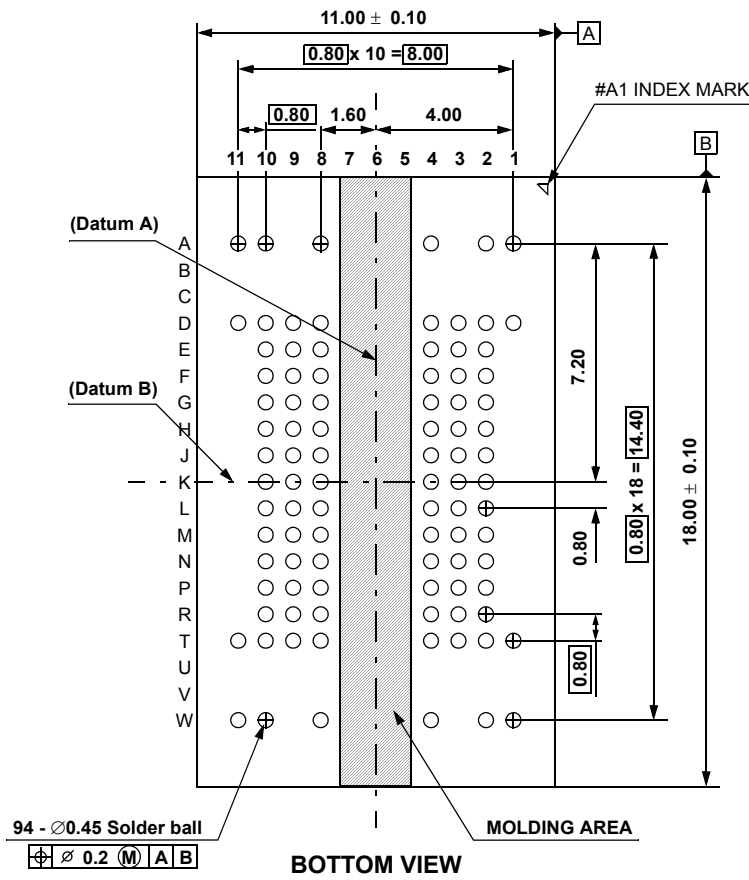 11.00 ± 0.10
A
0.80 x 10 = 8.00
#A1 INDEX MARK
0.80 1.60 4.00
B
11 10 9 8 7 6 5 4 3 2 1
(Datum A)
A
B
C
D
E
F
(Datum B)
G
H
J
K
L
M
N
P
R
T
U
V
W
7.20
0.80
0.80
0.80 x 18 = 14.40
18.00 ± 0.10
94 - ∅0.45 Solder ball
⌖ ∅ 0.2 Ⓜ A B
MOLDING AREA
BOTTOM VIEW